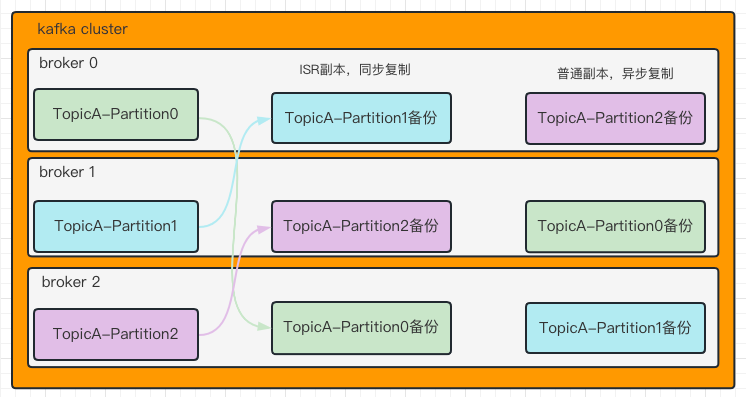 kafka cluster
broker 0
ISR副本，同步复制
普通副本，异步复制
TopicA-Partition0
TopicA-Partition1备份
TopicA-Partition2备份
broker 1
TopicA-Partition1
TopicA-Partition2备份
TopicA-Partition0备份
broker 2
TopicA-Partition2
TopicA-Partition0备份
TopicA-Partition1备份